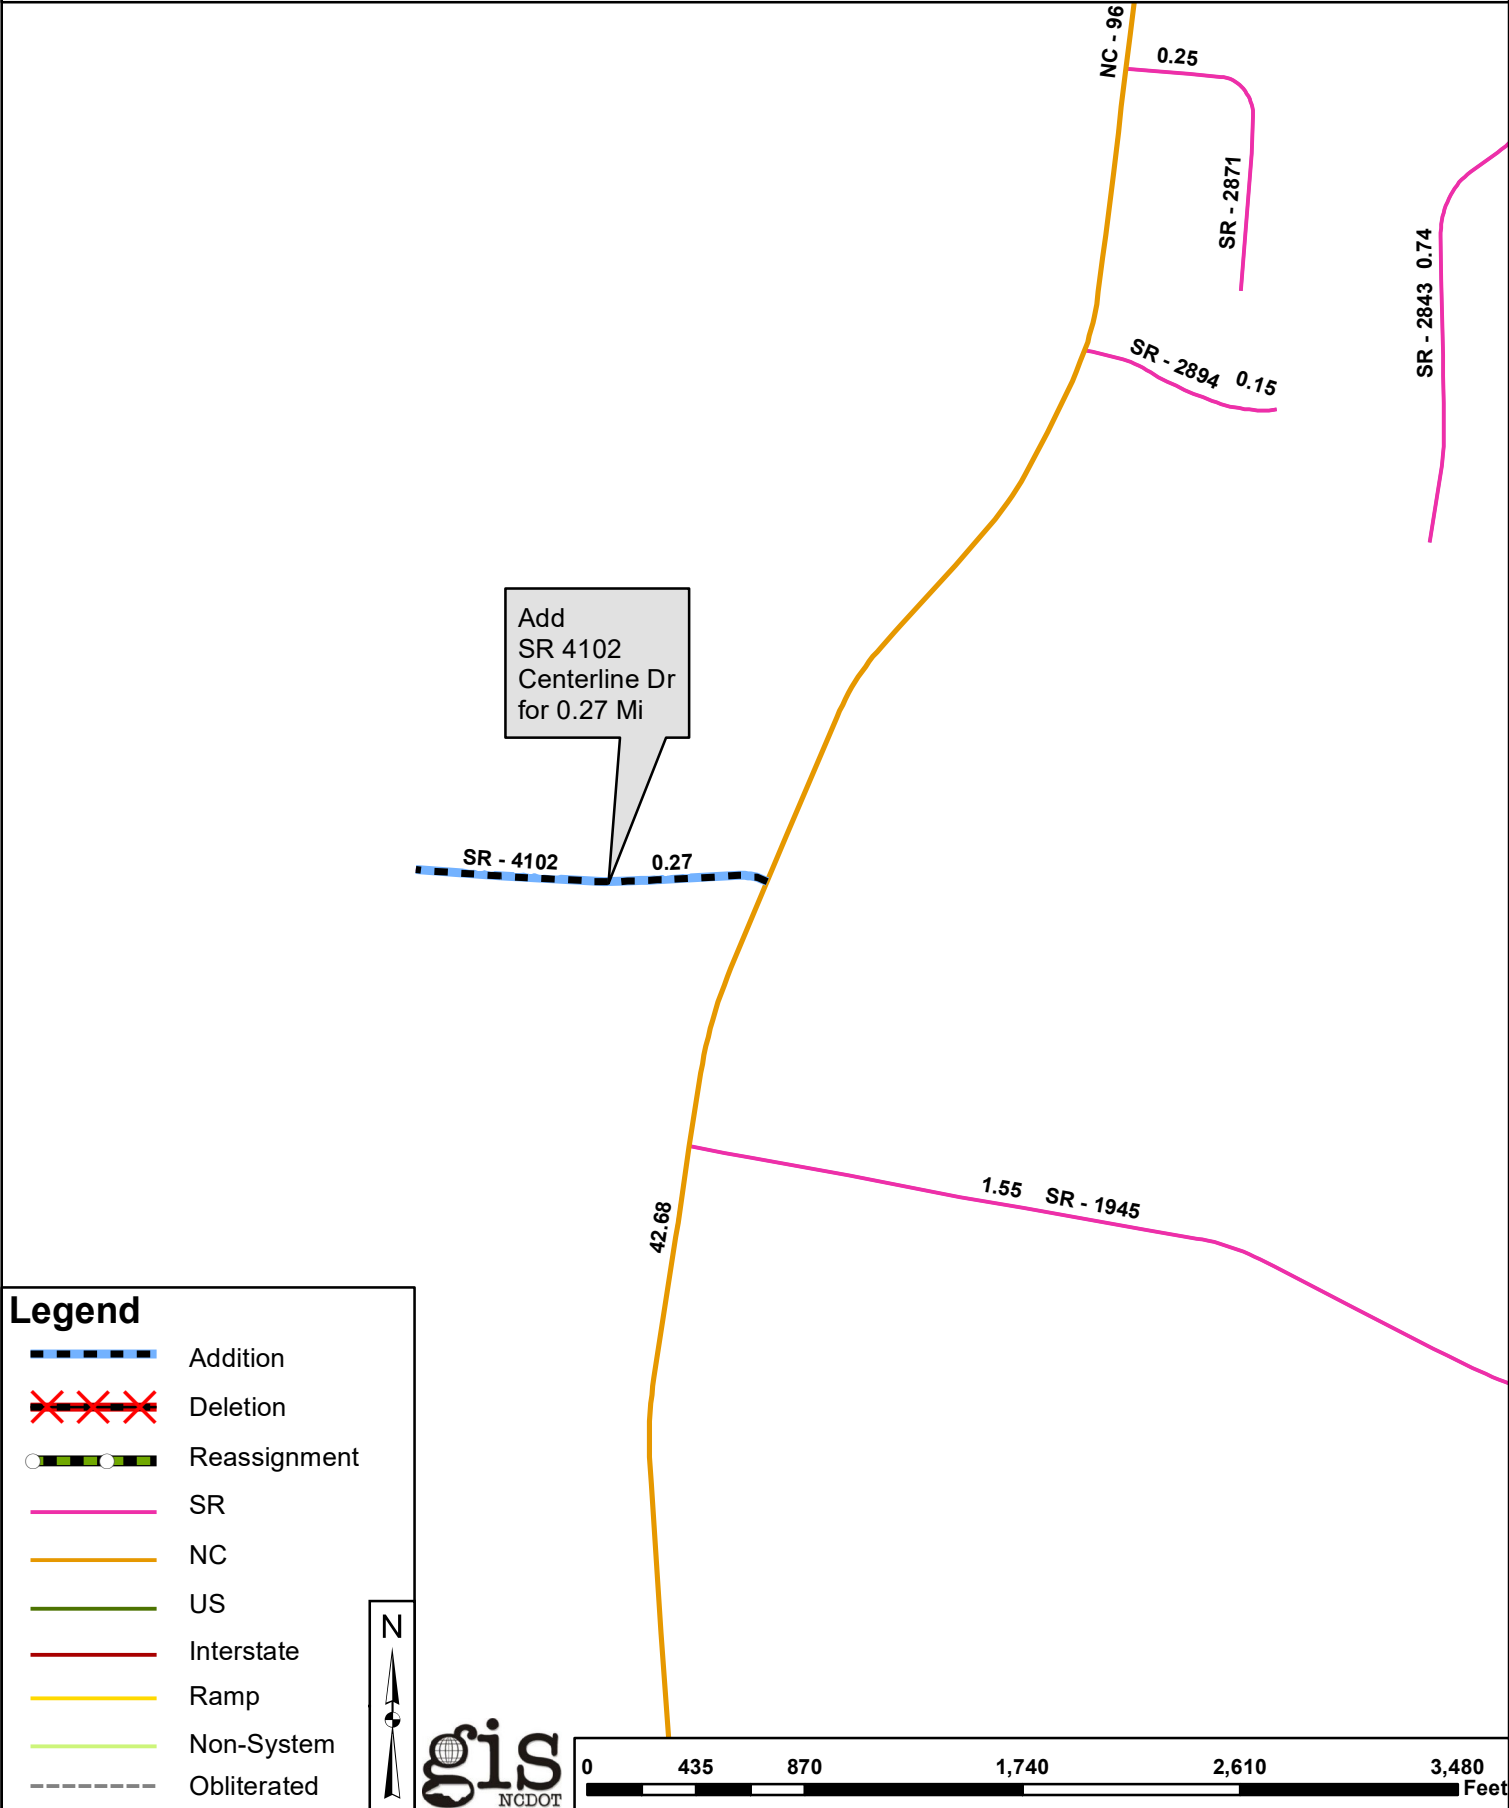 NC - 96
0.25
SR - 2871
SR - 2843 0.74
SR - 2894 0.15
Add
SR 4102
Centerline Dr
for 0.27 Mi
SR - 4102 0.27
1.55 SR - 1945
42.68
Legend
Addition
Deletion
Reassignment
SR
NC
US
Interstate
Ramp
Non-System
Obliterated
N
gis
NCDOT
0 435 870 1,740 2,610 3,480
Feet